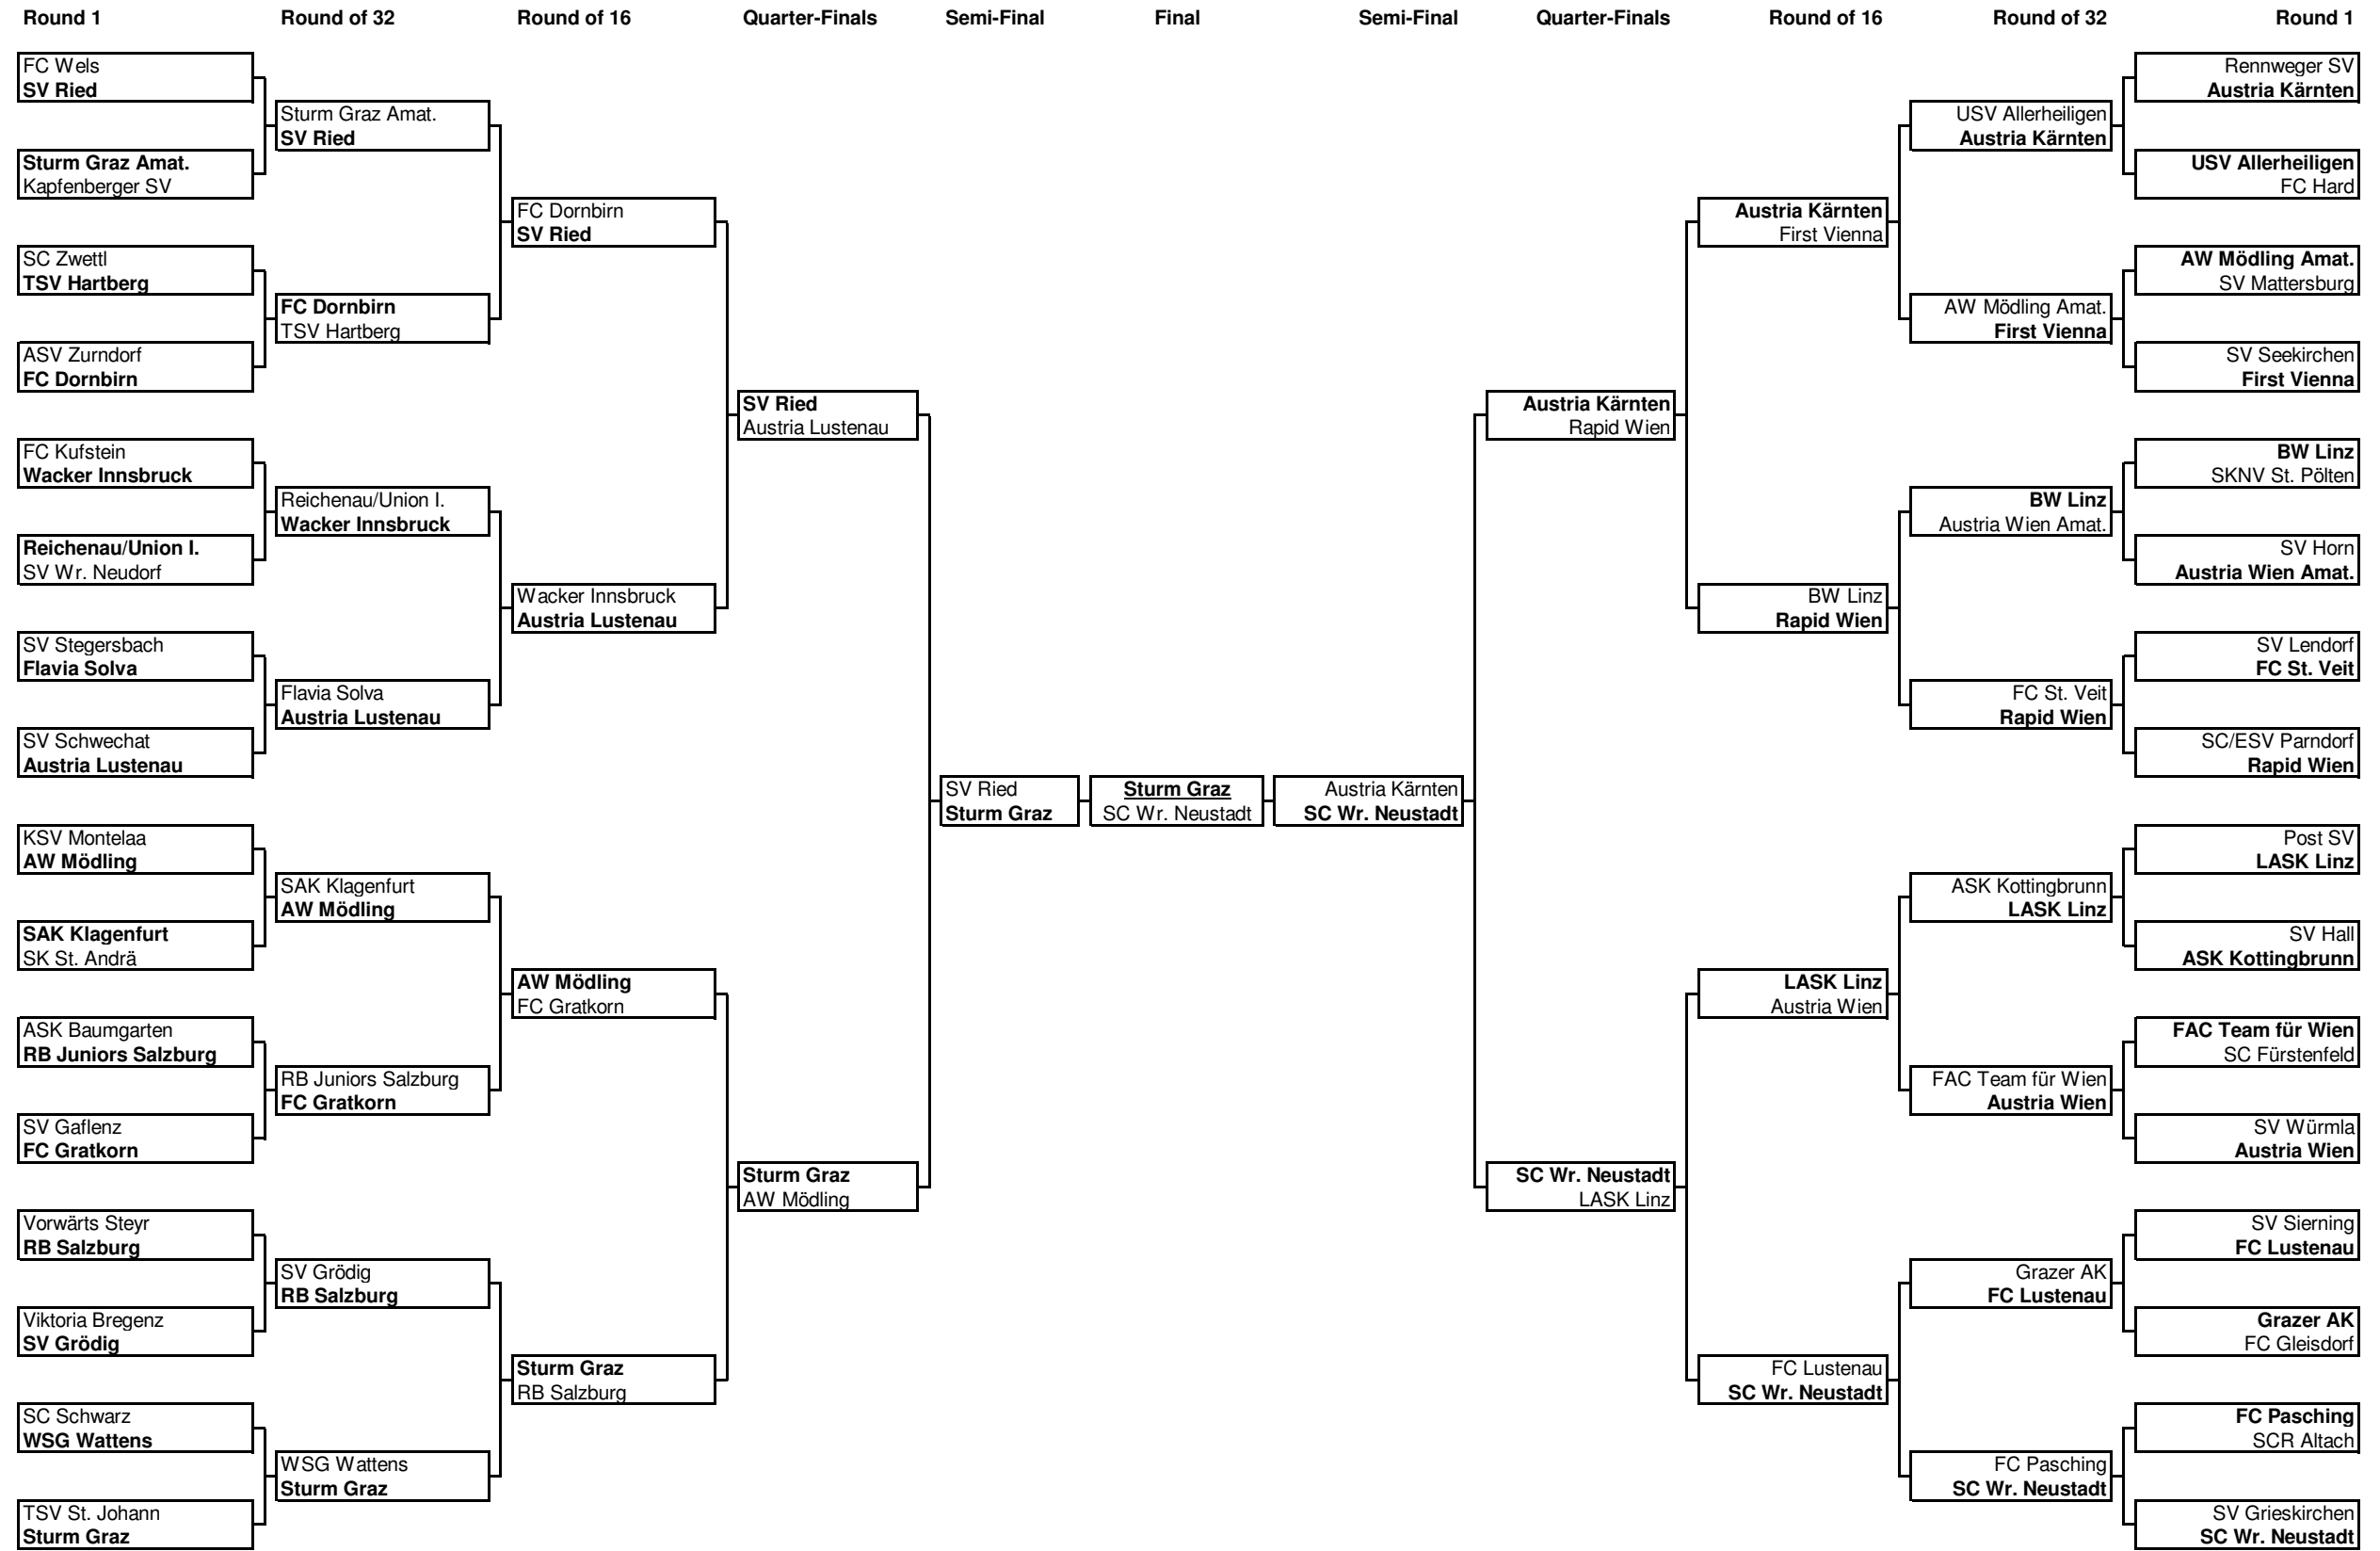 Round 1
Round of 32
Round of 16
Quarter-Finals
Semi-Final
Final
Semi-Final
Quarter-Finals
Round of 16
Round of 32
Round 1
FC Wels
SV Ried
Sturm Graz Amat.
Kapfenberger SV
SC Zwettl
TSV Hartberg
ASV Zurndorf
FC Dornbirn
FC Kufstein
Wacker Innsbruck
Reichenau/Union I.
SV Wr. Neudorf
SV Stegersbach
Flavia Solva
SV Schwechat
Austria Lustenau
KSV Montelaa
AW Mödling
SAK Klagenfurt
SK St. Andrä
ASK Baumgarten
RB Juniors Salzburg
SV Gaflenz
FC Gratkorn
Vorwärts Steyr
RB Salzburg
Viktoria Bregenz
SV Grödig
SC Schwarz
WSG Wattens
TSV St. Johann
Sturm Graz
Sturm Graz Amat.
SV Ried
FC Dornbirn
TSV Hartberg
Reichenau/Union I.
Wacker Innsbruck
Flavia Solva
Austria Lustenau
SAK Klagenfurt
AW Mödling
RB Juniors Salzburg
FC Gratkorn
SV Grödig
RB Salzburg
WSG Wattens
Sturm Graz
FC Dornbirn
SV Ried
Wacker Innsbruck
Austria Lustenau
AW Mödling
FC Gratkorn
Sturm Graz
RB Salzburg
SV Ried
Austria Lustenau
Sturm Graz
AW Mödling
SV Ried
Sturm Graz
Sturm Graz
SC Wr. Neustadt
Austria Kärnten
SC Wr. Neustadt
Austria Kärnten
Rapid Wien
SC Wr. Neustadt
LASK Linz
Austria Kärnten
First Vienna
BW Linz
Rapid Wien
LASK Linz
Austria Wien
FC Lustenau
SC Wr. Neustadt
USV Allerheiligen
Austria Kärnten
AW Mödling Amat.
First Vienna
BW Linz
Austria Wien Amat.
FC St. Veit
Rapid Wien
ASK Kottingbrunn
LASK Linz
FAC Team für Wien
Austria Wien
Grazer AK
FC Lustenau
FC Pasching
SC Wr. Neustadt
Rennweger SV
Austria Kärnten
USV Allerheiligen
FC Hard
AW Mödling Amat.
SV Mattersburg
SV Seekirchen
First Vienna
BW Linz
SKNV St. Pölten
SV Horn
Austria Wien Amat.
SV Lendorf
FC St. Veit
SC/ESV Parndorf
Rapid Wien
Post SV
LASK Linz
SV Hall
ASK Kottingbrunn
FAC Team für Wien
SC Fürstenfeld
SV Würmla
Austria Wien
SV Sierning
FC Lustenau
Grazer AK
FC Gleisdorf
FC Pasching
SCR Altach
SV Grieskirchen
SC Wr. Neustadt